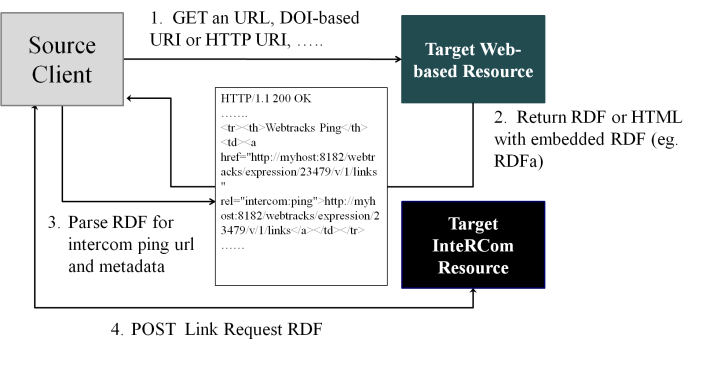 Source
Client
1. GET an URL, DOI-based
URI or HTTP URI, …..
Target Web-
based Resource
HTTP/1.1 200 OK
…….
<tr><th>Webtracks Ping</th>
<td><a
href="http://myhost:8182/webtr
acks/expression/23479/v/1/links
"
rel="intercom:ping">http://myh
ost:8182/webtracks/expression/2
3479/v/1/links</a></td></tr>
……
2. Return RDF or HTML
with embedded RDF (eg.
RDFa)
3. Parse RDF for
intercom ping url
and metadata
Target
InteRCom
Resource
4. POST Link Request RDF